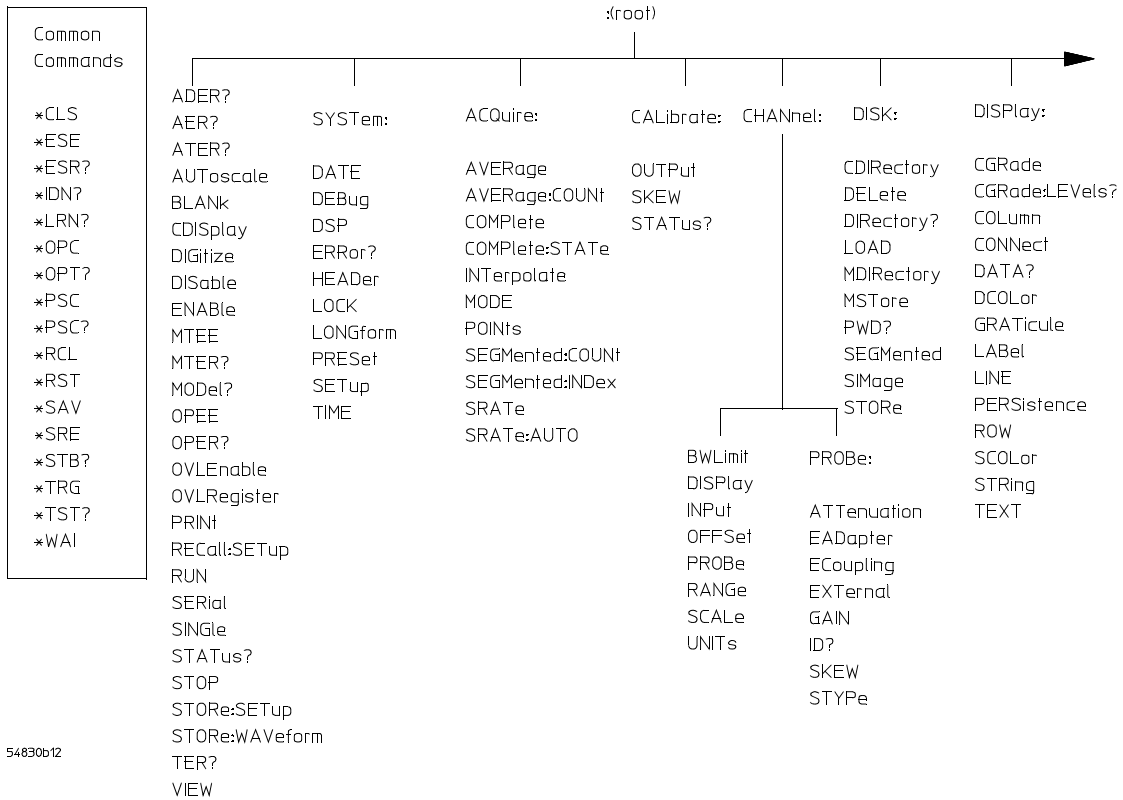 :(root)
Common
Commands
*CLS
*ESE
*ESR?
*IDN?
*LRN?
*OPC
*OPT?
*PSC
*PSC?
*RCL
*RST
*SAV
*SRE
*STB?
*TRG
*TST?
*WAI
ADER?
AER?
ATER?
AUToscale
BLANk
CDISplay
DIGitize
DISable
ENABle
MTEE
MTER?
MODel?
OPEE
OPER?
OVLEnable
OVLRegister
PRINt
RECall:SETup
RUN
SERial
SINGle
STATus?
STOP
STORe:SETup
STORe:WAVeform
TER?
VIEW
SYSTem:
DATE
DEBug
DSP
ERRor?
HEADer
LOCK
LONGform
PRESet
SETup
TIME
ACQuire:
AVERage
AVERage:COUNt
COMPlete
COMPlete:STATe
INTerpolate
MODE
POINts
SEGMented:COUNt
SEGMented:INDex
SRATe
SRATe:AUTO
CALibrate:
OUTPut
SKEW
STATus?
CHANnel:
BWLimit
DISPlay
INPut
OFFSet
PROBe
RANGe
SCALe
UNITs
PROBe:
ATTenuation
EADapter
ECoupling
EXTernal
GAIN
ID?
SKEW
STYPe
DISK:
CDIRectory
DELete
DIRectory?
LOAD
MDIRectory
MSTore
PWD?
SEGMented
SIMage
STORe
DISPlay:
CGRade
CGRade:LEVels?
COLumn
CONNect
DATA?
DCOLor
GRATicule
LABel
LINE
PERSistence
ROW
SCOLor
STRing
TEXT
54830b12